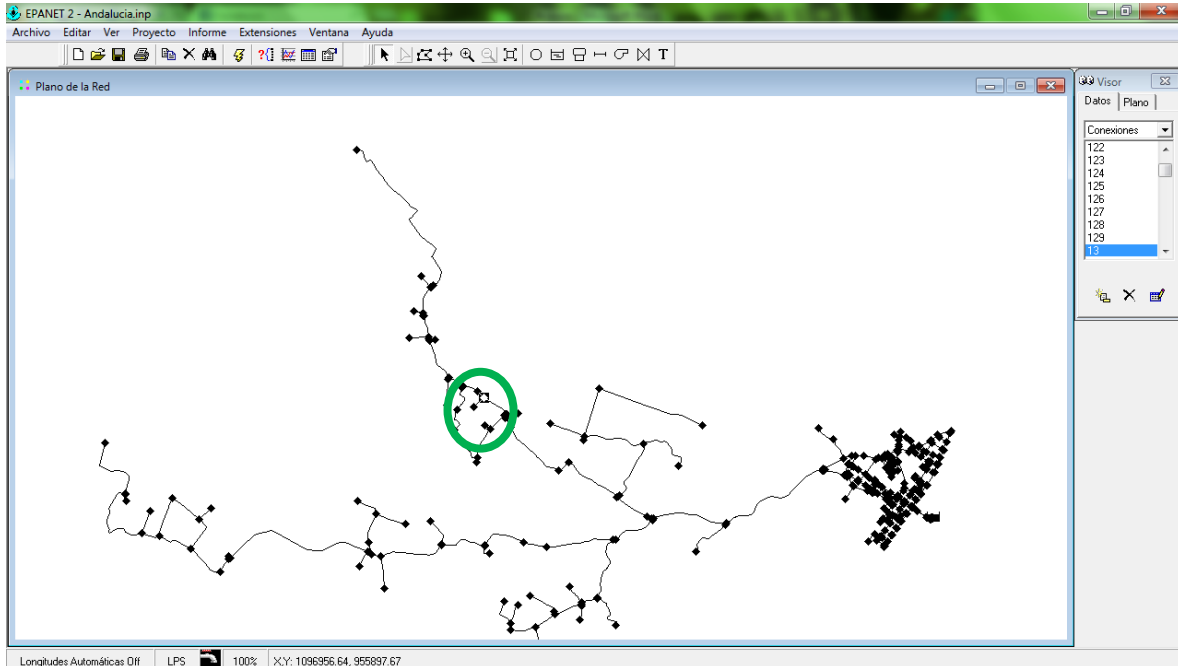 EPANET 2 - Andalucia.inp
Archivo Editar Ver Proyecto Informe Extensiones Ventana Ayuda
T
Plano de la Red
Visor
Datos Plano
Conexiones
122
123
124
125
126
127
128
129
13
Longitudes Automáticas Off LPS 100% X,Y: 1096956.64, 955897.67